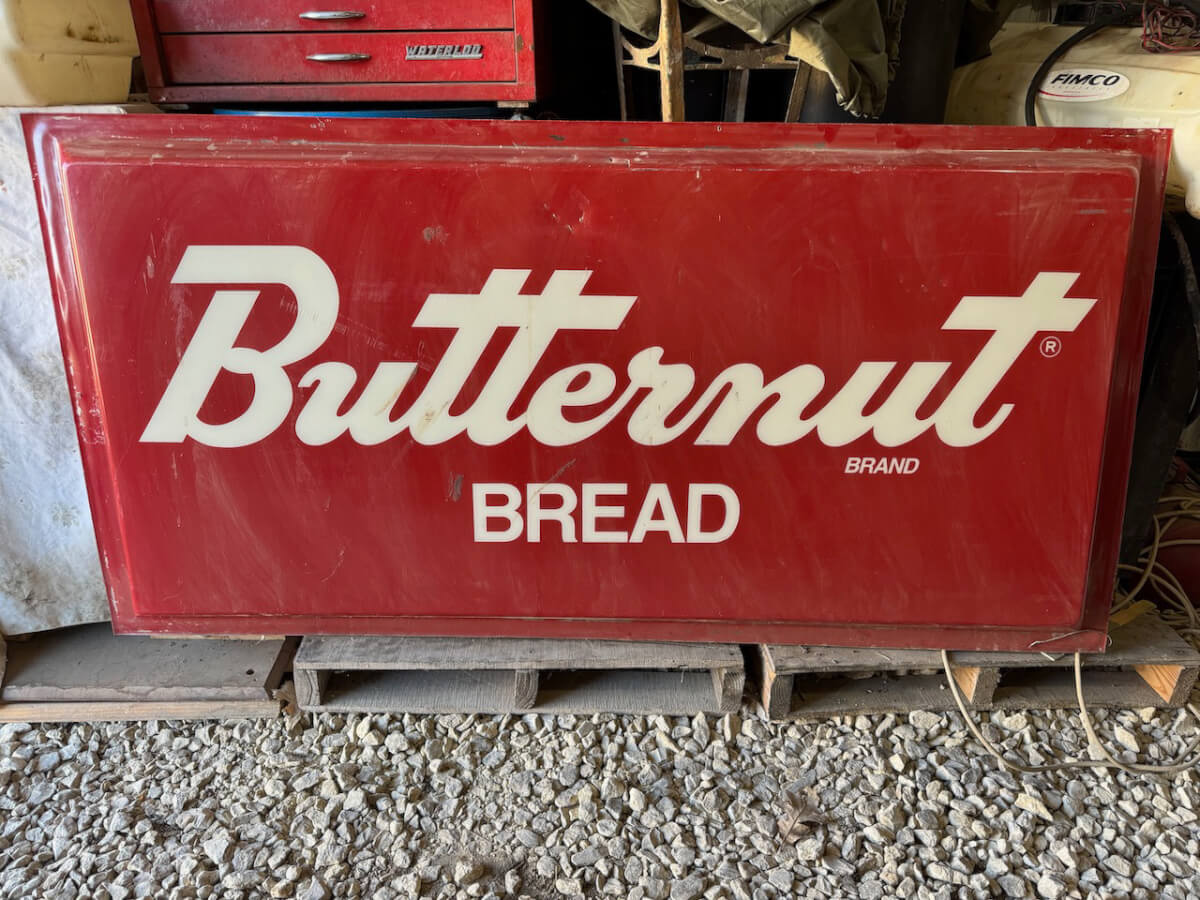 WATERLOO
FIMCO
Butternut ®
BRAND
BREAD